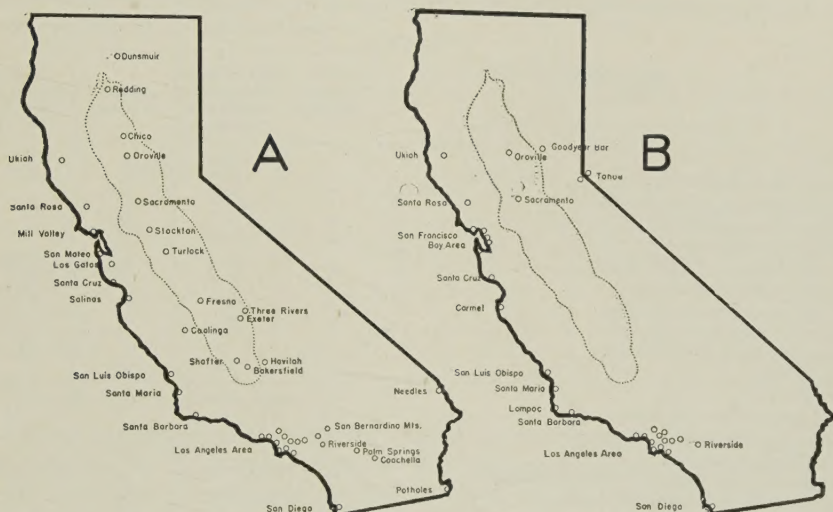 Dunsmuir
Redding
Chico
Oroville
Ukiah
Santa Rosa
Sacramento
Mill Valley
Stockton
San Mateo
Turlock
Los Gatos
Santa Cruz
Salinas
Fresno
Three Rivers
Exeter
Coalinga
Shafter
Havilah
Bakersfield
San Luis Obispo
Santa Maria
Needles
Santa Barbara
San Bernardino Mts.
Riverside
Los Angeles Area
Palm Springs
Coachella
Potholes
San Diego
A
Goodyear Bar
Oroville
Ukiah
Tahoe
Santa Rosa
Sacramento
San Francisco
Bay Area
Santa Cruz
Carmel
San Luis Obispo
Santa Maria
Lompoc
Santa Barbara
Riverside
Los Angeles Area
San Diego
B